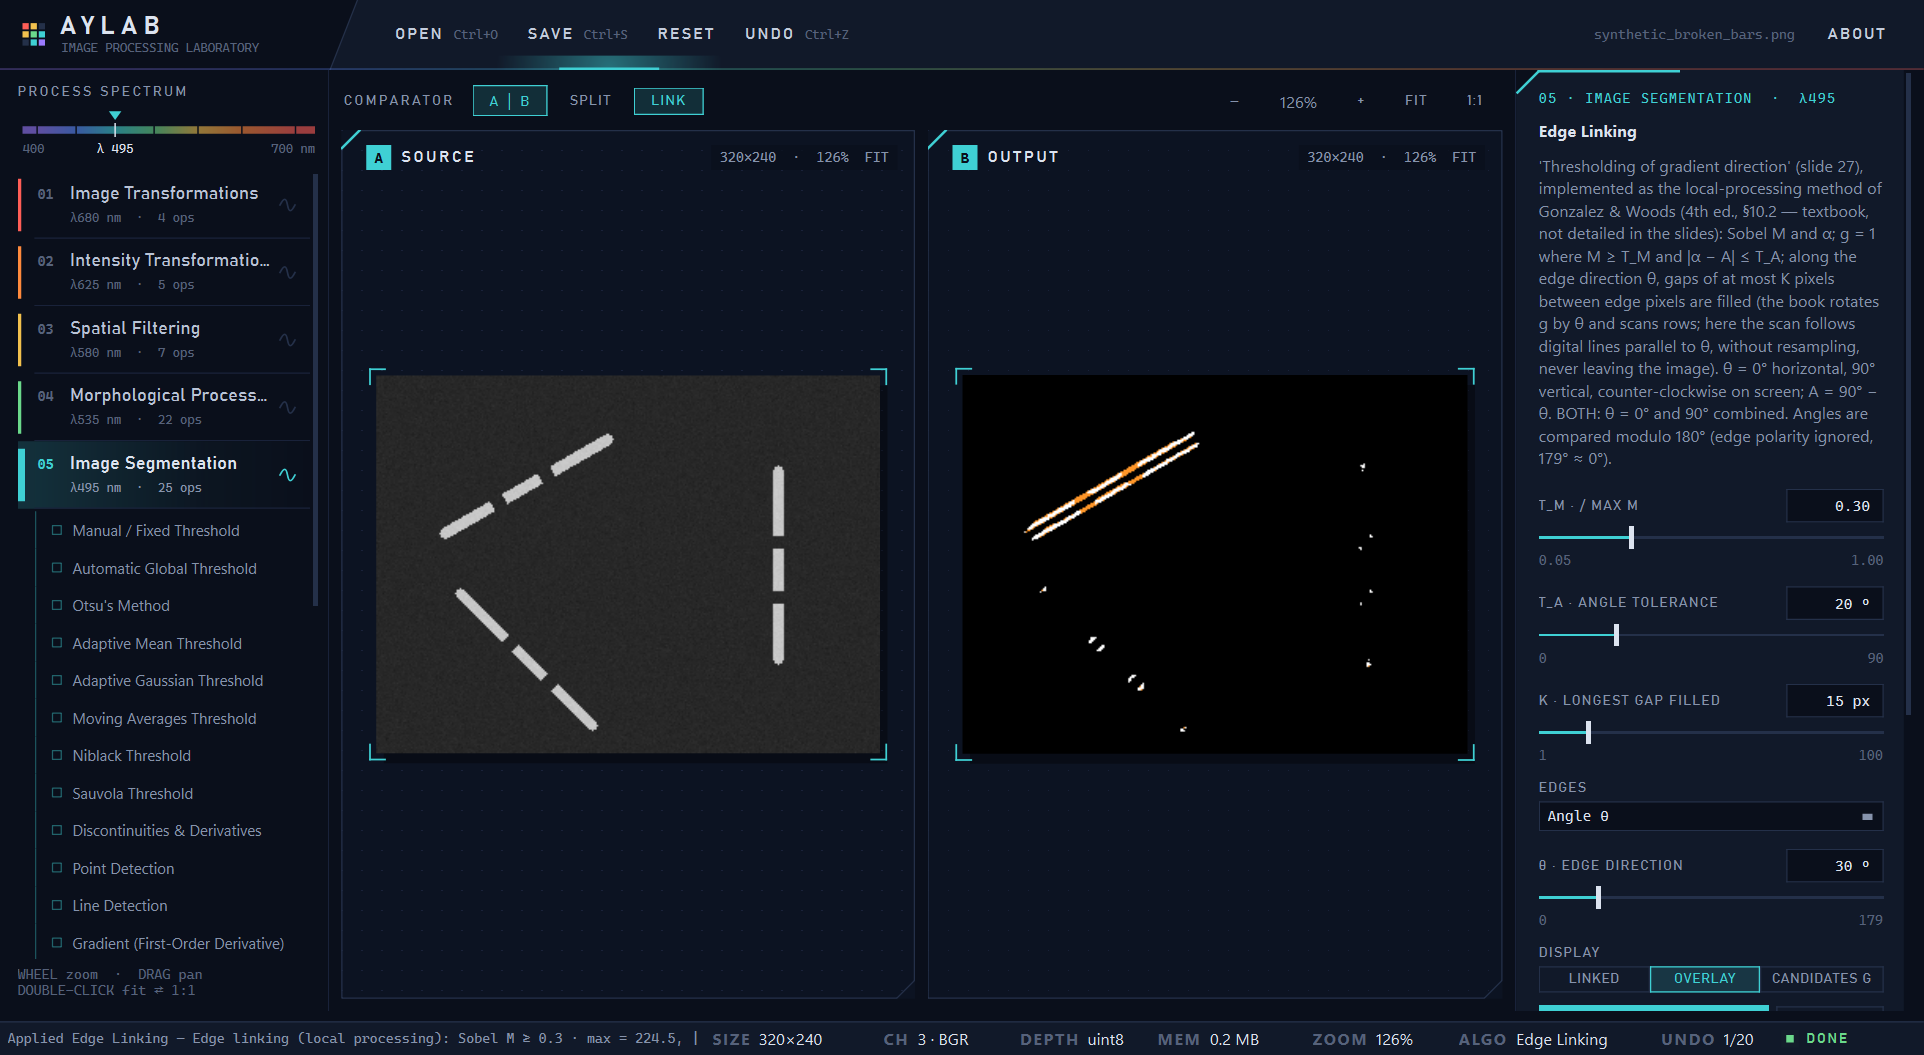 AYLAB
IMAGE PROCESSING LABORATORY
OPEN Ctrl+O SAVE Ctrl+S RESET UNDO Ctrl+Z
synthetic_broken_bars.png ABOUT
PROCESS SPECTRUM
400 λ 495 700 nm
01 Image Transformations
λ680 nm · 4 ops
02 Intensity Transformatio...
λ625 nm · 5 ops
03 Spatial Filtering
λ580 nm · 7 ops
04 Morphological Process...
λ535 nm · 22 ops
05 Image Segmentation
λ495 nm · 25 ops
Manual / Fixed Threshold
Automatic Global Threshold
Otsu's Method
Adaptive Mean Threshold
Adaptive Gaussian Threshold
Moving Averages Threshold
Niblack Threshold
Sauvola Threshold
Discontinuities & Derivatives
Point Detection
Line Detection
Gradient (First-Order Derivative)
WHEEL zoom · DRAG pan
DOUBLE-CLICK fit ⇄ 1:1
COMPARATOR A | B SPLIT LINK
– 126% + FIT 1:1
A SOURCE 320×240 · 126% FIT
B OUTPUT 320×240 · 126% FIT
05 · IMAGE SEGMENTATION · λ495
Edge Linking
'Thresholding of gradient direction' (slide 27),
implemented as the local-processing method of
Gonzalez & Woods (4th ed., §10.2 — textbook,
not detailed in the slides): Sobel M and α; g = 1
where M ≥ T_M and |α − A| ≤ T_A; along the
edge direction θ, gaps of at most K pixels
between edge pixels are filled (the book rotates
g by θ and scans rows; here the scan follows
digital lines parallel to θ, without resampling,
never leaving the image). θ = 0° horizontal, 90°
vertical, counter-clockwise on screen; A = 90° −
θ. BOTH: θ = 0° and 90° combined. Angles are
compared modulo 180° (edge polarity ignored,
179° ≈ 0°).
T_M · / MAX M 0.30
0.05 1.00
T_A · ANGLE TOLERANCE 20 º
0 90
K · LONGEST GAP FILLED 15 px
1 100
EDGES
Angle θ
θ · EDGE DIRECTION 30 º
0 179
DISPLAY
LINKED OVERLAY CANDIDATES G
Applied Edge Linking — Edge linking (local processing): Sobel M ≥ 0.3 · max = 224.5, |
SIZE 320×240 CH 3 · BGR DEPTH uint8 MEM 0.2 MB ZOOM 126% ALGO Edge Linking UNDO 1/20 DONE